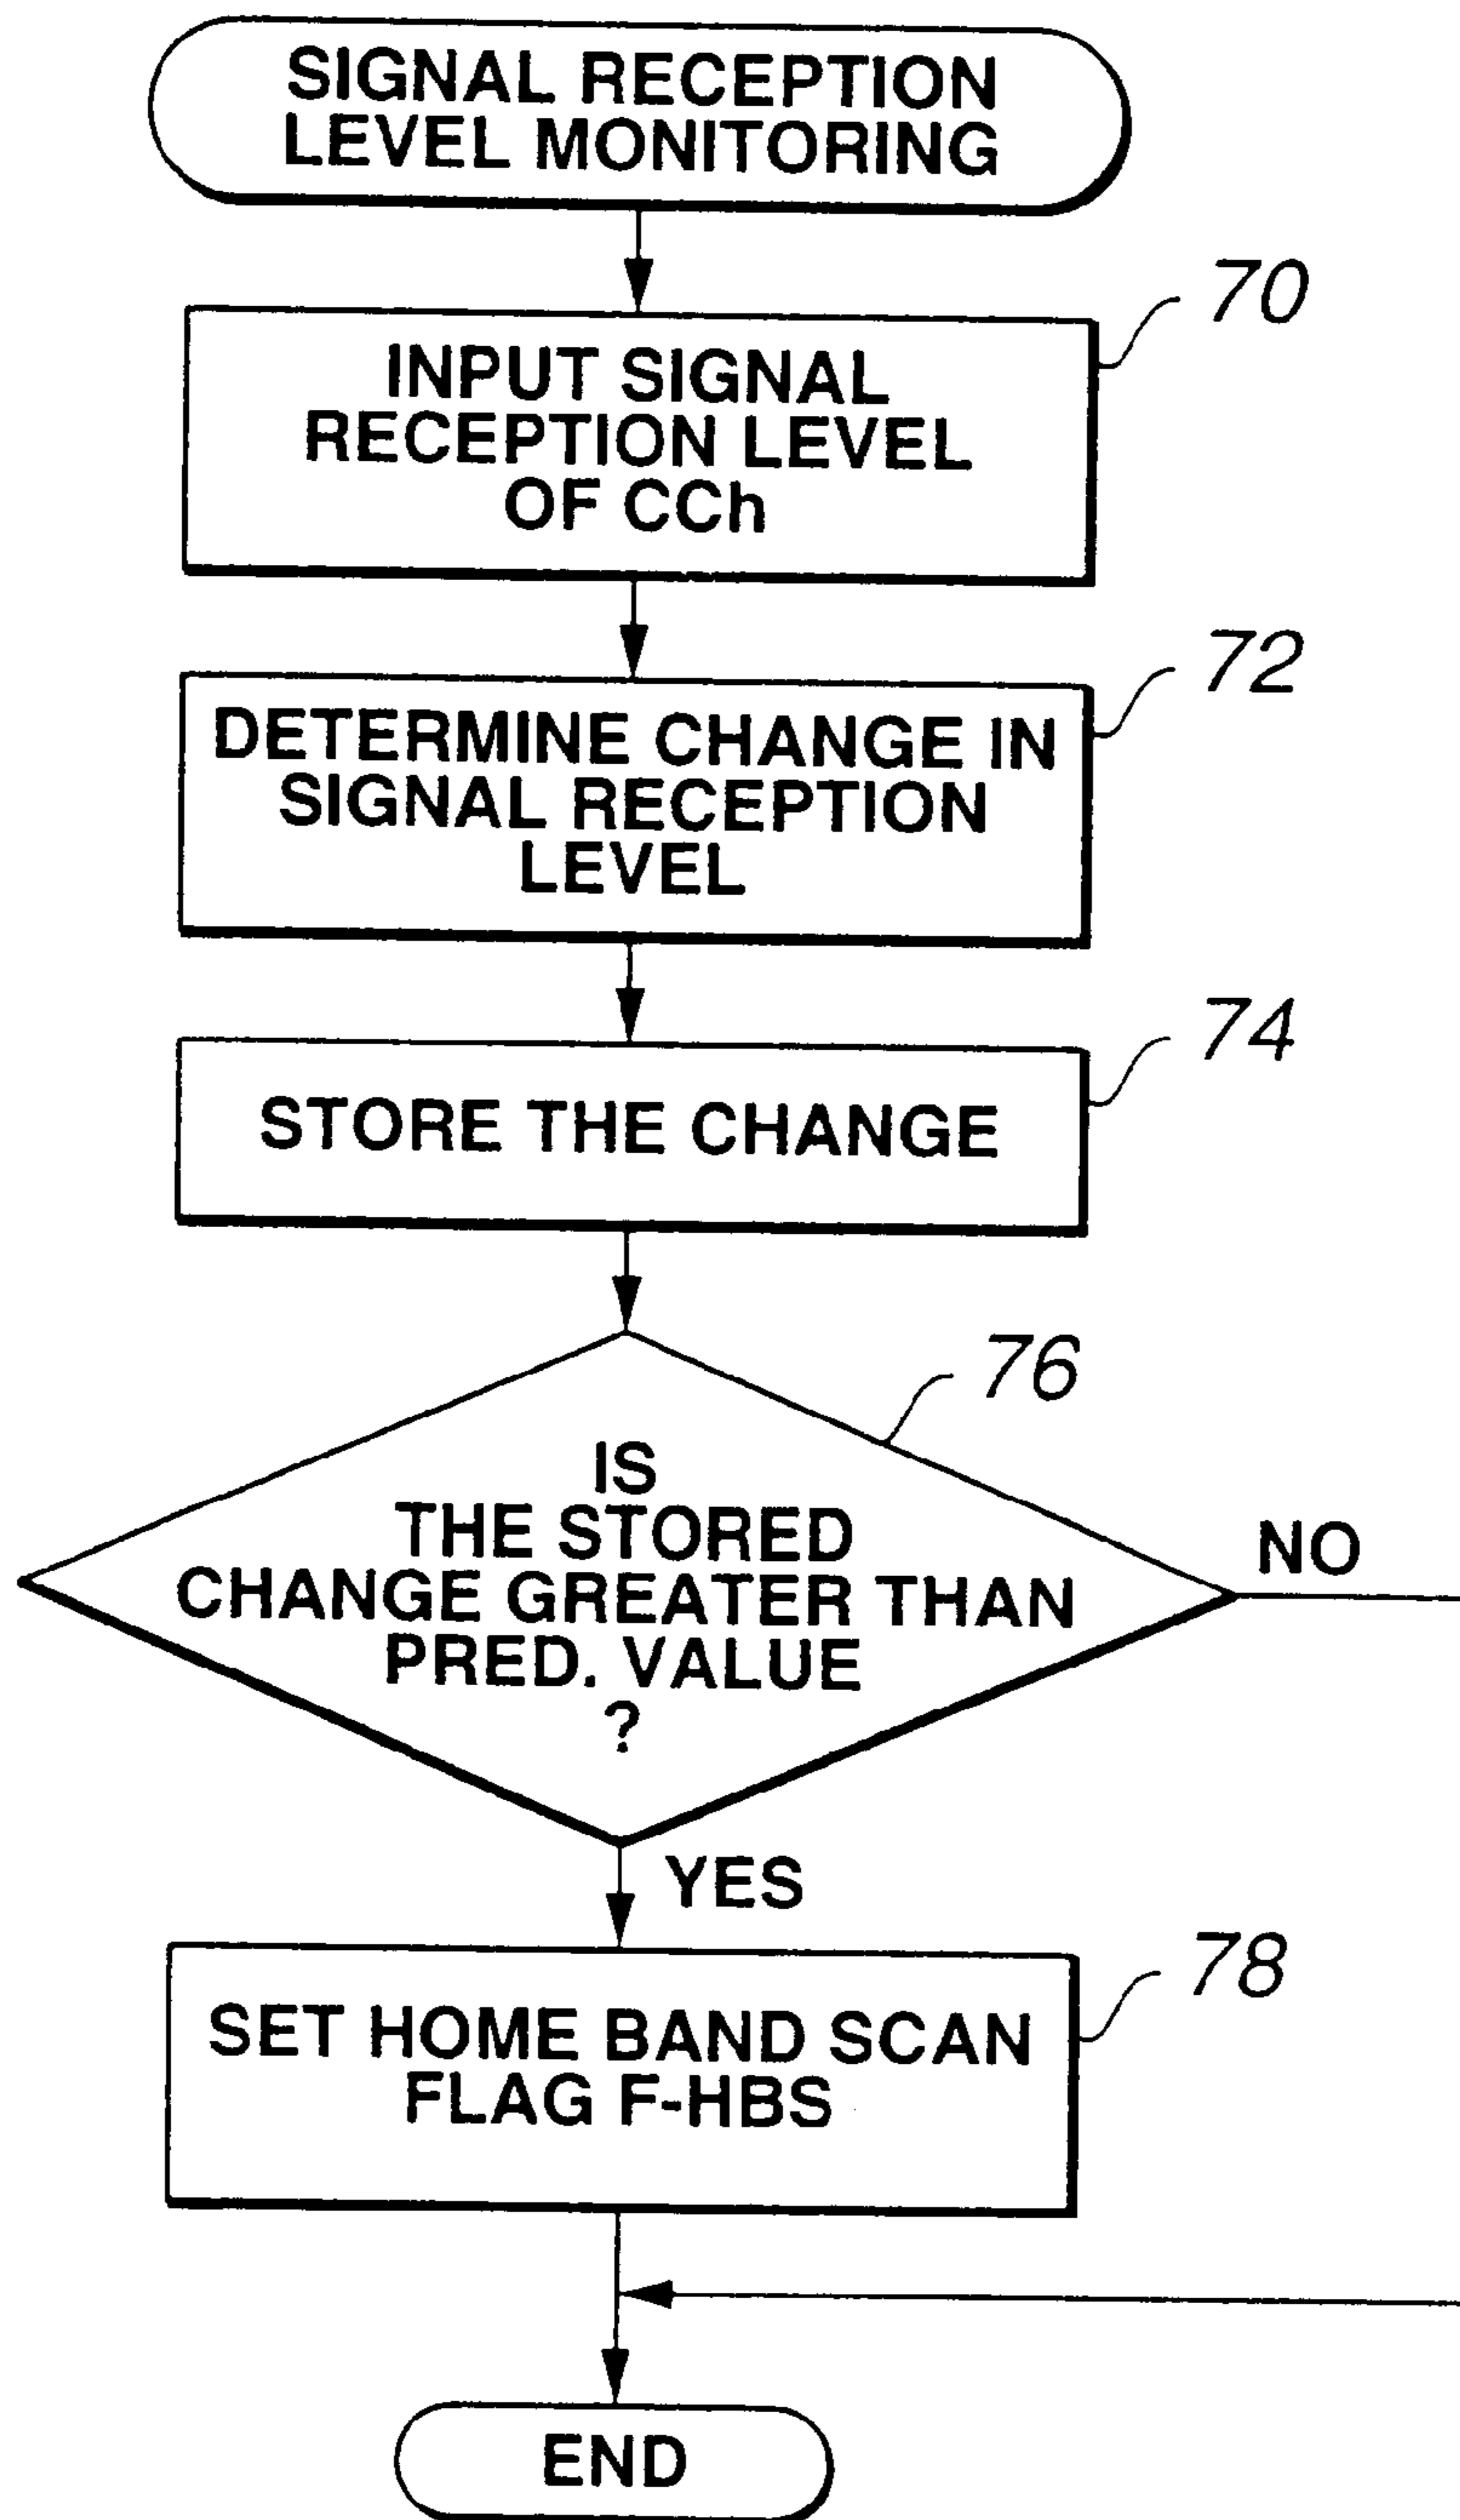 SIGNAL RECEPTION
LEVEL MONITORING
70
INPUT SIGNAL
RECEPTION LEVEL
OF CCh
72
DETERMINE CHANGE IN
SIGNAL RECEPTION
LEVEL
74
STORE THE CHANGE
76
IS
THE STORED
CHANGE GREATER THAN
PRED. VALUE
?
NO
YES
78
SET HOME BAND SCAN
FLAG F-HBS
END